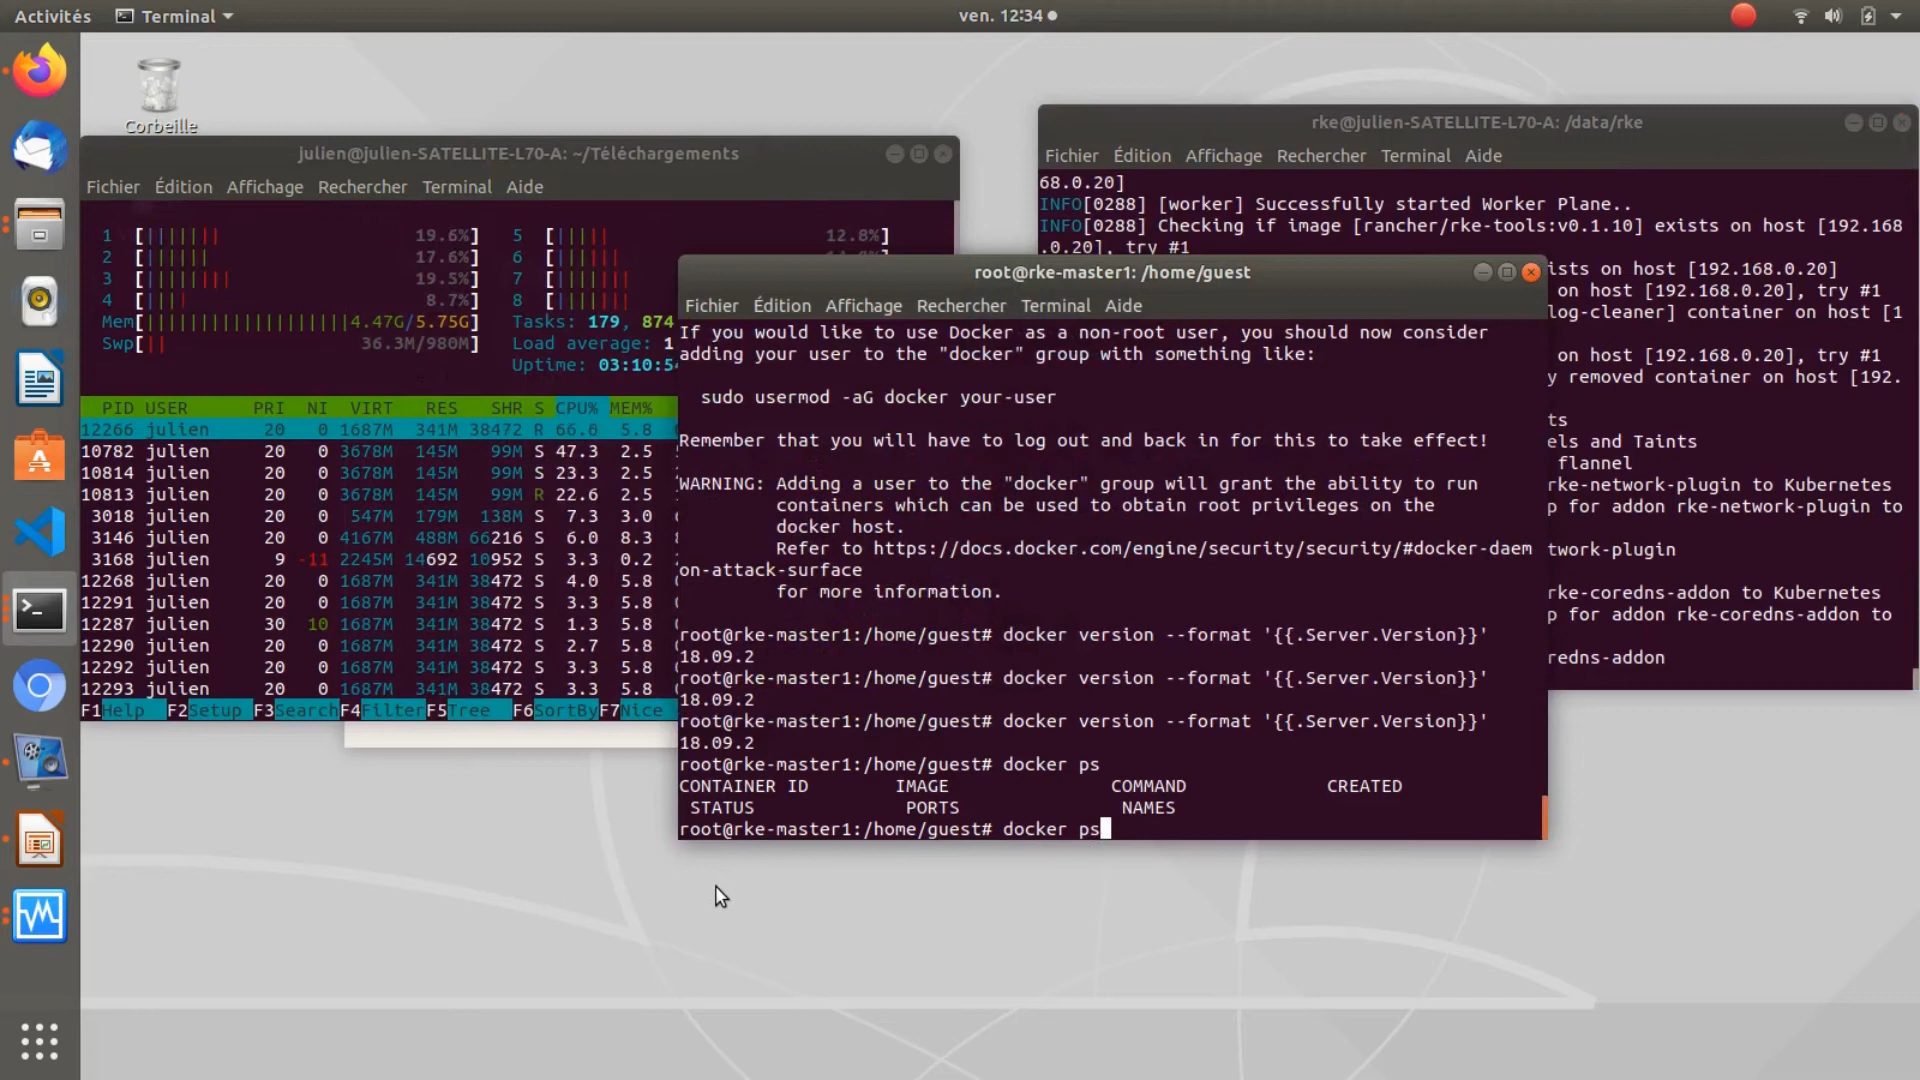 Activités
Terminal
ven. 12:34
Corbeille
julien@julien-SATELLITE-L70-A: ~/Téléchargements
Fichier Édition Affichage Rechercher Terminal Aide
1 [|||||||| 19.6%] 5 [||||| 12.8%]
2 [||||||| 17.6%] 6 [|||||||
3 [||||||||| 19.5%] 7 [||||||||
4 [|||| 8.7%] 8 [||||||||
Mem[|||||||||||||||||||4.47G/5.75G] Tasks: 179, 874
Swp[|| 36.3M/980M] Load average: 1
Uptime: 03:10:54
PID USER PRI NI VIRT RES SHR S CPU% MEM%
12266 julien 20 0 1687M 341M 38472 R 66.6 5.8
10782 julien 20 0 3678M 145M 99M S 47.3 2.5
10814 julien 20 0 3678M 145M 99M S 23.3 2.5
10813 julien 20 0 3678M 145M 99M R 22.6 2.5
3018 julien 20 0 547M 179M 138M S 7.3 3.0
3146 julien 20 0 4167M 488M 66216 S 6.0 8.3
3168 julien 9 -11 2245M 14692 10952 S 3.3 0.2
12268 julien 20 0 1687M 341M 38472 S 4.0 5.8
12291 julien 20 0 1687M 341M 38472 S 3.3 5.8
12287 julien 30 10 1687M 341M 38472 S 1.3 5.8
12290 julien 20 0 1687M 341M 38472 S 2.7 5.8
12292 julien 20 0 1687M 341M 38472 S 3.3 5.8
12293 julien 20 0 1687M 341M 38472 S 3.3 5.8
F1Help F2Setup F3Search F4Filter F5Tree F6SortBy F7Nice
rke@julien-SATELLITE-L70-A: /data/rke
Fichier Édition Affichage Rechercher Terminal Aide
68.0.20]
INFO[0288] [worker] Successfully started Worker Plane..
INFO[0288] Checking if image [rancher/rke-tools:v0.1.10] exists on host [192.168
.0.20], try #1
ists on host [192.168.0.20]
on host [192.168.0.20], try #1
log-cleaner] container on host [1
on host [192.168.0.20], try #1
y removed container on host [192.
ts
els and Taints
flannel
rke-network-plugin to Kubernetes
p for addon rke-network-plugin to
twork-plugin
rke-coredns-addon to Kubernetes
p for addon rke-coredns-addon to
redns-addon
root@rke-master1: /home/guest
Fichier Édition Affichage Rechercher Terminal Aide
If you would like to use Docker as a non-root user, you should now consider
adding your user to the "docker" group with something like:
sudo usermod -aG docker your-user
Remember that you will have to log out and back in for this to take effect!
WARNING: Adding a user to the "docker" group will grant the ability to run
containers which can be used to obtain root privileges on the
docker host.
Refer to https://docs.docker.com/engine/security/security/#docker-daem
on-attack-surface
for more information.
root@rke-master1:/home/guest# docker version --format '{{.Server.Version}}'
18.09.2
root@rke-master1:/home/guest# docker version --format '{{.Server.Version}}'
18.09.2
root@rke-master1:/home/guest# docker version --format '{{.Server.Version}}'
18.09.2
root@rke-master1:/home/guest# docker ps
CONTAINER ID IMAGE COMMAND CREATED
STATUS PORTS NAMES
root@rke-master1:/home/guest# docker ps